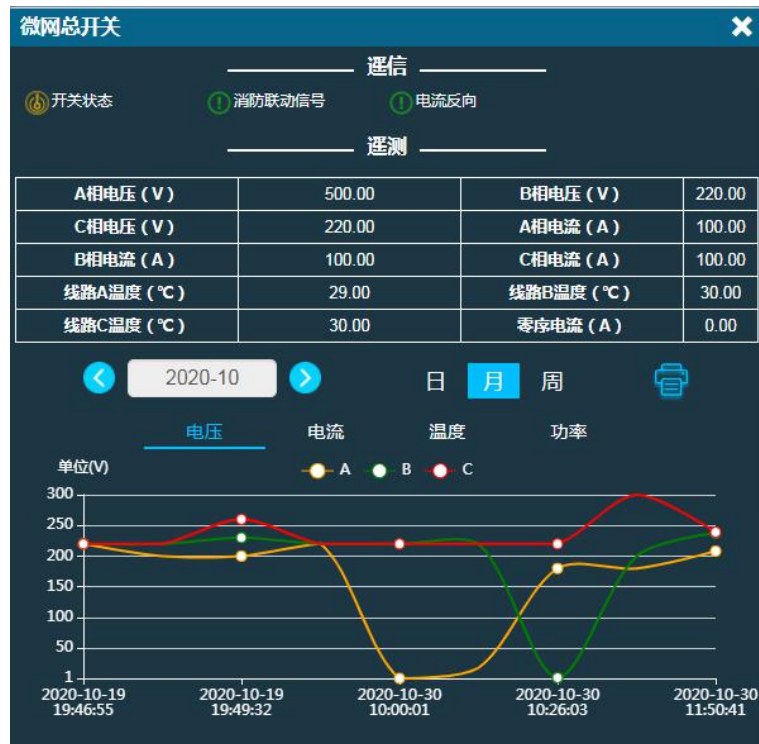 微网总开关
遥信
开关状态 消防联动信号 电流反向
遥测
A相电压(V) 500.00 B相电压(V) 220.00
C相电压(V) 220.00 A相电流(A) 100.00
B相电流(A) 100.00 C相电流(A) 100.00
线路A温度(℃) 29.00 线路B温度(℃) 30.00
线路C温度(℃) 30.00 零序电流(A) 0.00
2020-10 日 月 周
电压 电流 温度 功率
单位(V) A B C
300
250
200
150
100
50
1
2020-10-19 2020-10-19 2020-10-30 2020-10-30 2020-10-30
19:46:55 19:49:32 10:00:01 10:26:03 11:50:41